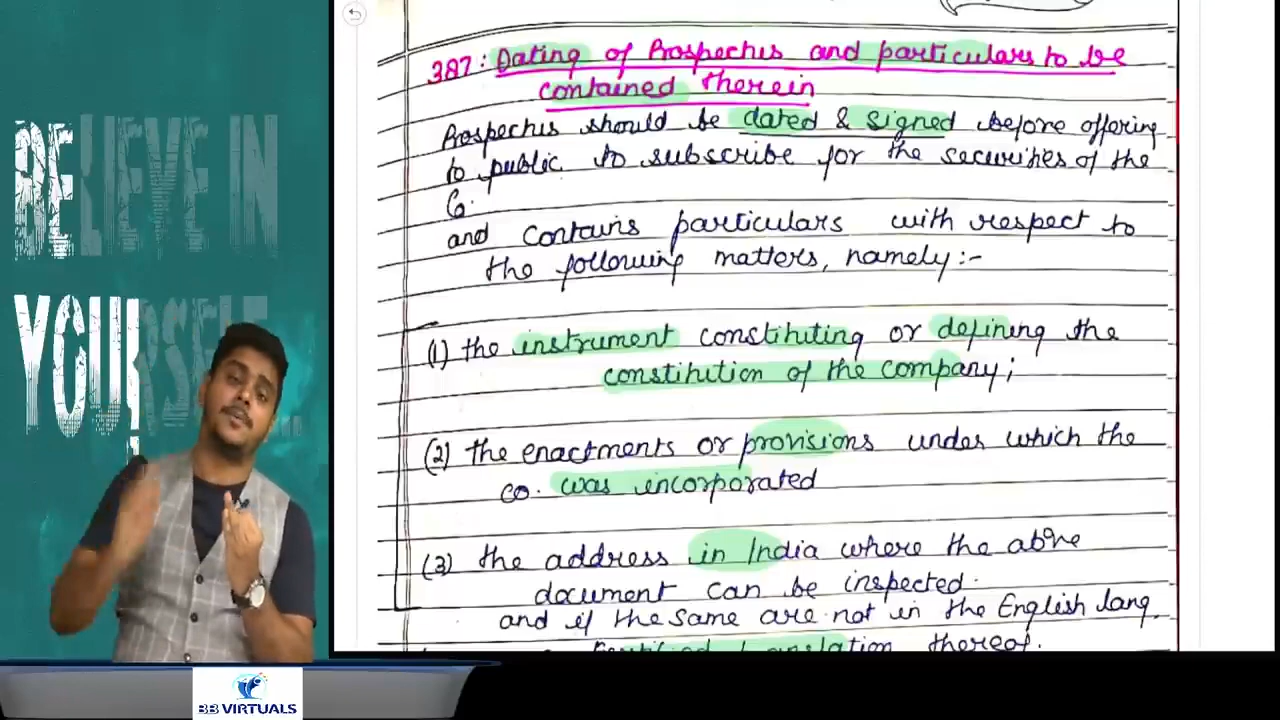 BELIEVE IN
YOURSELF...
387: Dating of Prospectus and particulars to be
contained therein
Prospectus should be dated & signed before offering
to public to subscribe for the securities of the
Co.
and contains particulars with respect to
the following matters, namely:-
(1) the instrument constituting or defining the
constitution of the company;
(2) the enactments or provisions under which the
co. was incorporated
(3) the address in India where the above
document can be inspected.
and if the same are not in the English lang.
translation thereof.
BB VIRTUALS